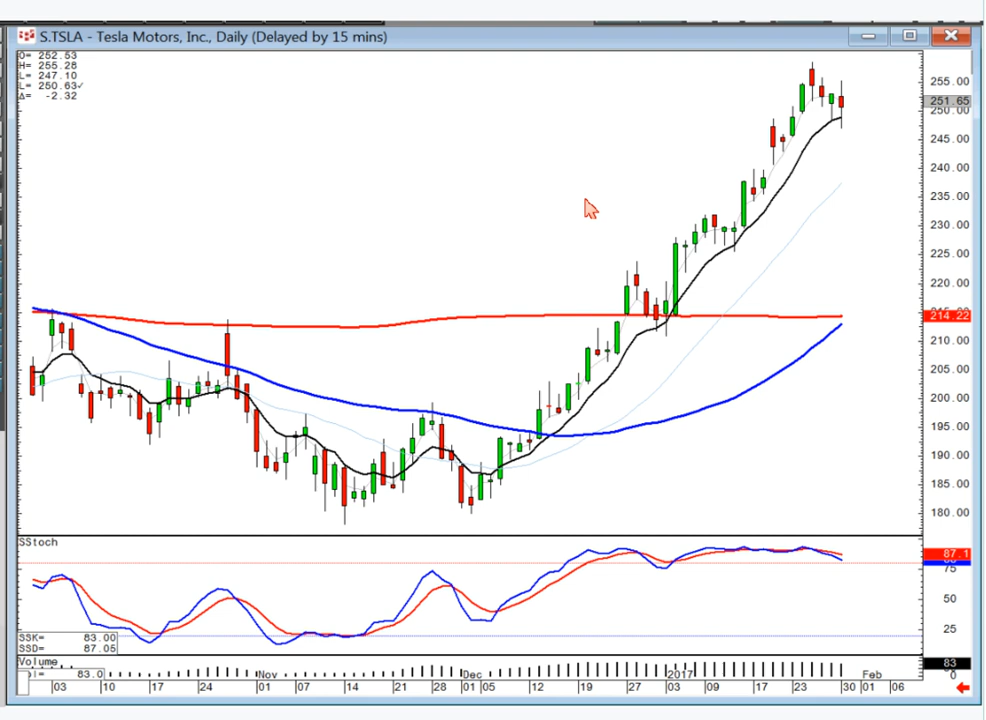 S.TSLA - Tesla Motors, Inc., Daily (Delayed by 15 mins)
O= 252.53
H= 255.28
L= 247.10
L= 250.63✓
Δ= -2.32
255.00
251.65
250.00
245.00
240.00
235.00
230.00
225.00
220.00
214.22
210.00
205.00
200.00
195.00
190.00
185.00
180.00
SStoch
87.1
75
50
25
SSK= 83.00
SSD= 87.05
Volume
83
83.0
0
Nov Dec 2017 Feb
03 10 17 24 01 07 14 21 28 01 05 12 19 27 03 09 17 23 30 01 06